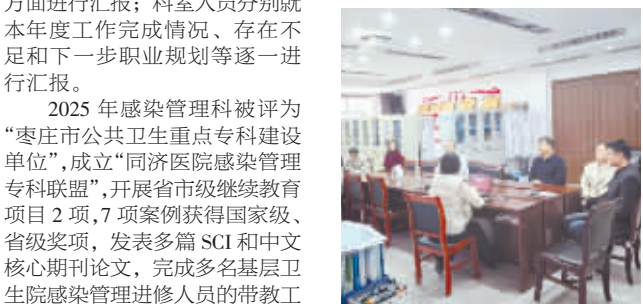 方面进行汇报；科室人员分别就
本年度工作完成情况、存在不
足和下一步职业规划等逐一进
行汇报。
2025 年感染管理科被评为
“枣庄市公共卫生重点专科建设
单位”，成立“同济医院感染管理
专科联盟”，开展省市级继续教育
项目 2 项，7 项案例获得国家级、
省级奖项，发表多篇 SCI 和中文
核心期刊论文，完成多名基层卫
生院感染管理进修人员的带教工